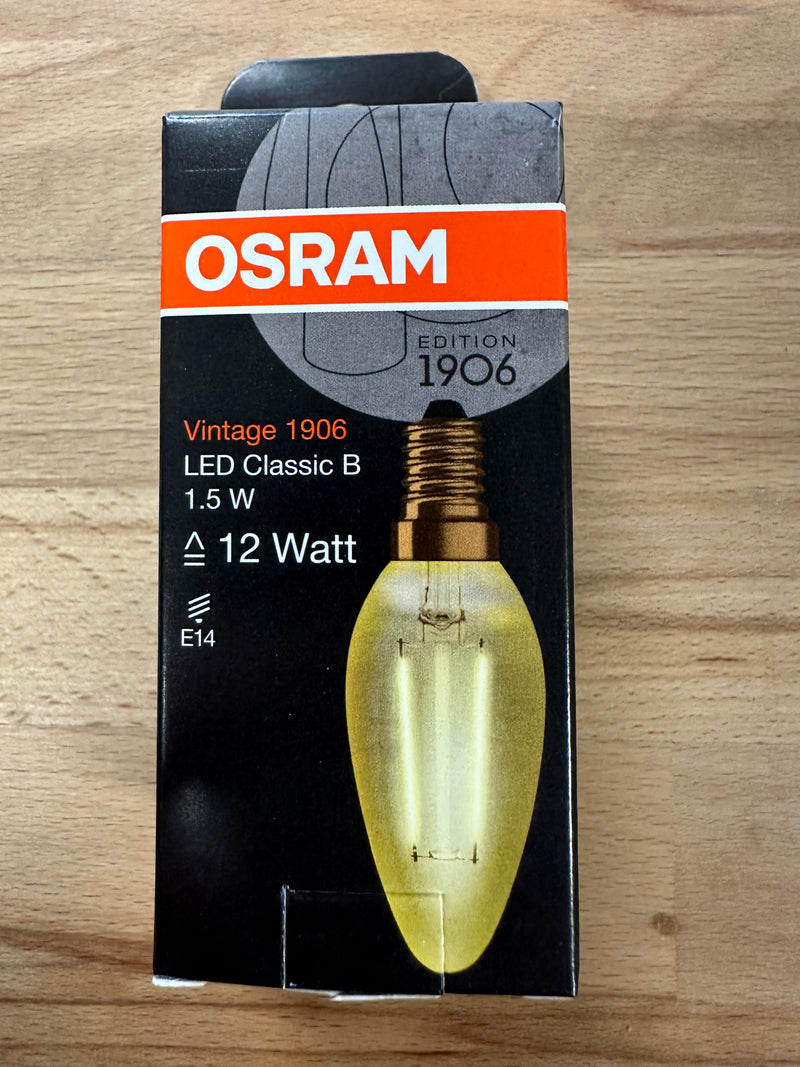 OSRAM
EDITION
1906
Vintage 1906
LED Classic B
1.5 W
≙ 12 Watt
E14